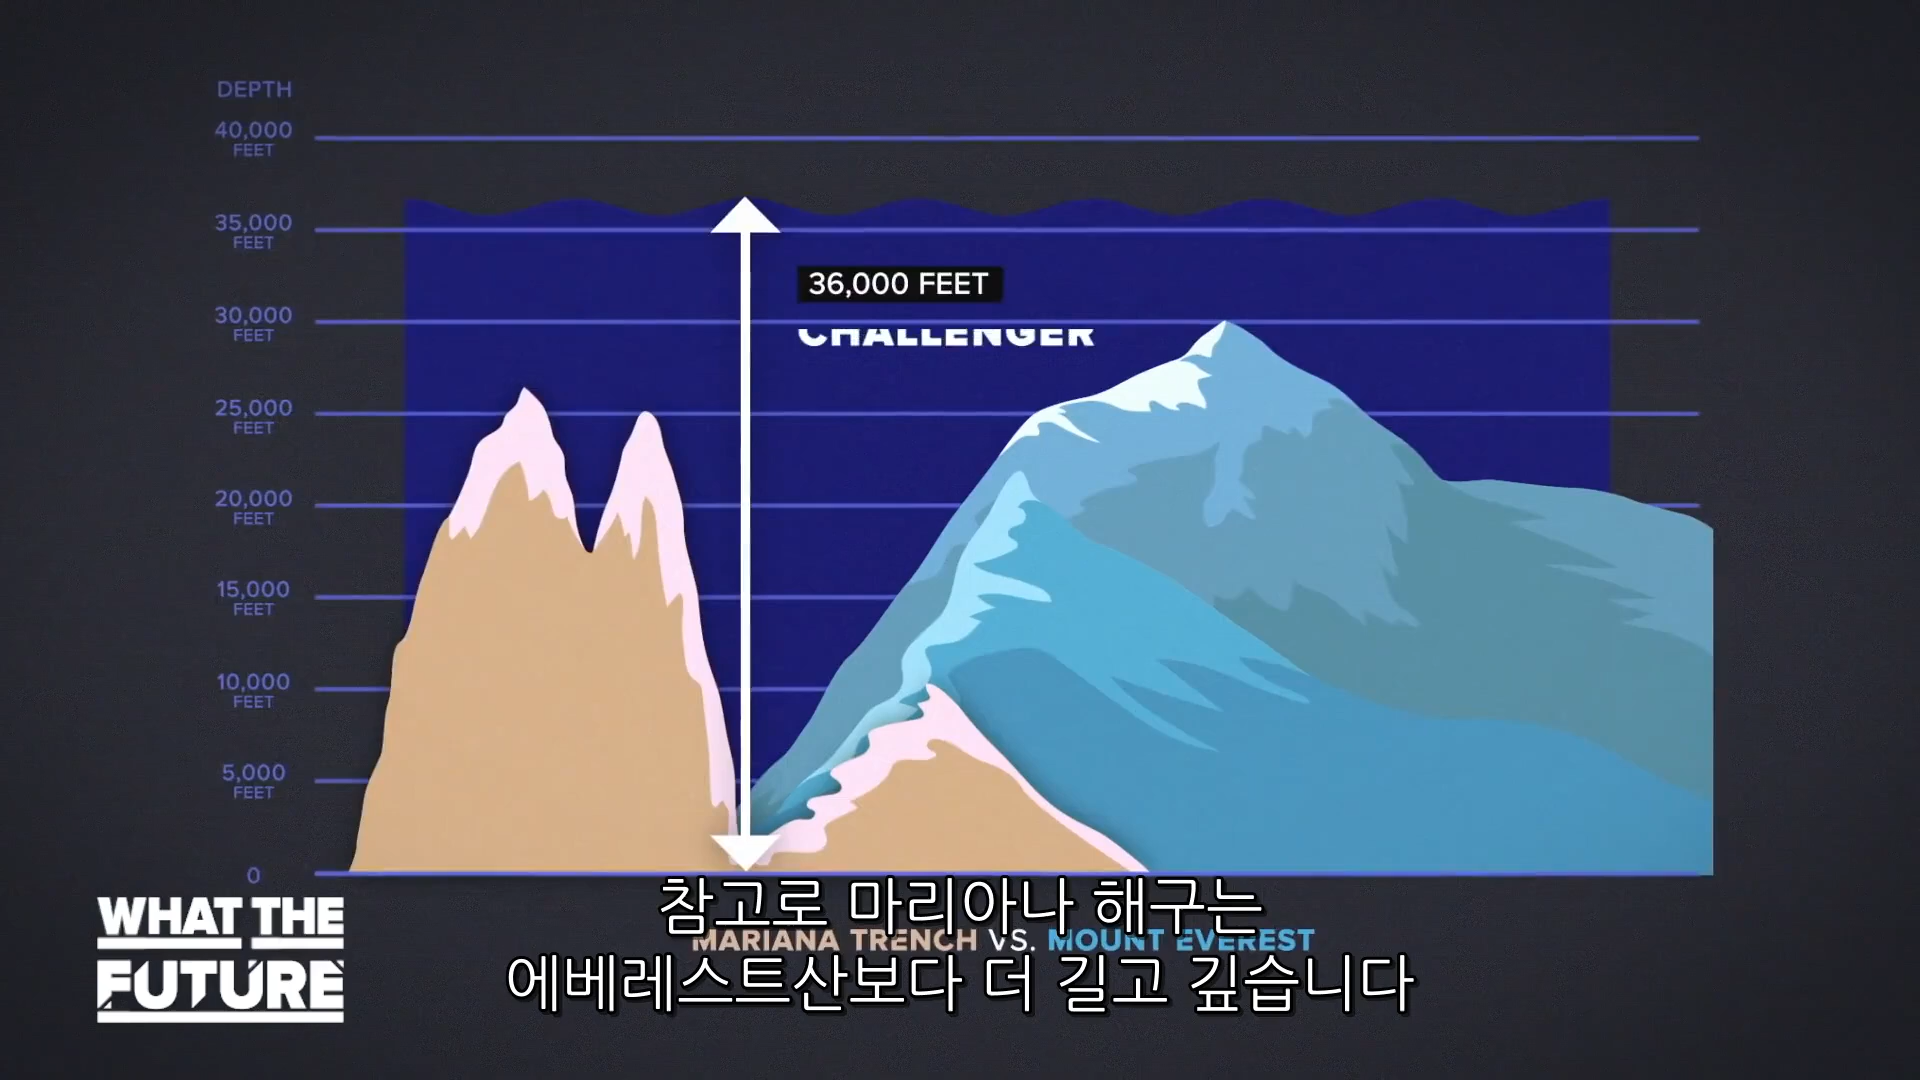 DEPTH
40,000
FEET
35,000
FEET
30,000
FEET
25,000
FEET
20,000
FEET
15,000
FEET
10,000
FEET
5,000
FEET
0
36,000 FEET
CHALLENGER
참고로 마리아나 해구는
MARIANA TRENCH VS. MOUNT EVEREST
에베레스트산보다 더 길고 깊습니다
WHAT THE
FUTURE